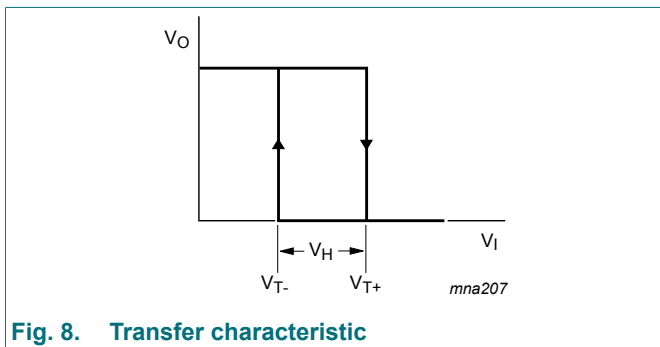 VO
VH
VI
VT- VT+
mna207
Fig. 8. Transfer characteristic